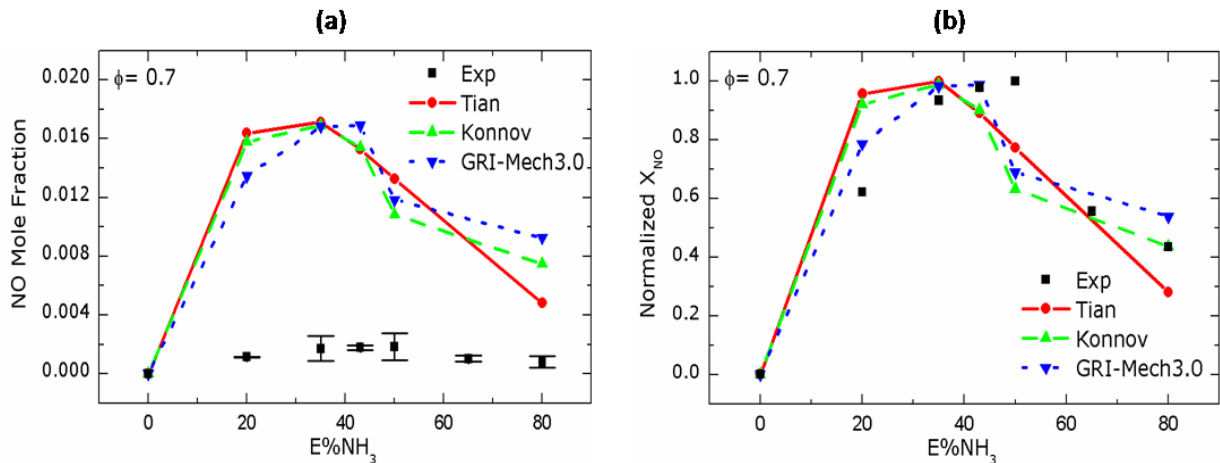 (a)
ϕ= 0.7
Exp
Tian
Konnov
GRI-Mech3.0
NO Mole Fraction
0.020
0.016
0.012
0.008
0.004
0.000
0 20 40 60 80
E%NH₃
(b)
ϕ= 0.7
Exp
Tian
Konnov
GRI-Mech3.0
Normalized X_NO
1.0
0.8
0.6
0.4
0.2
0.0
0 20 40 60 80
E%NH₃